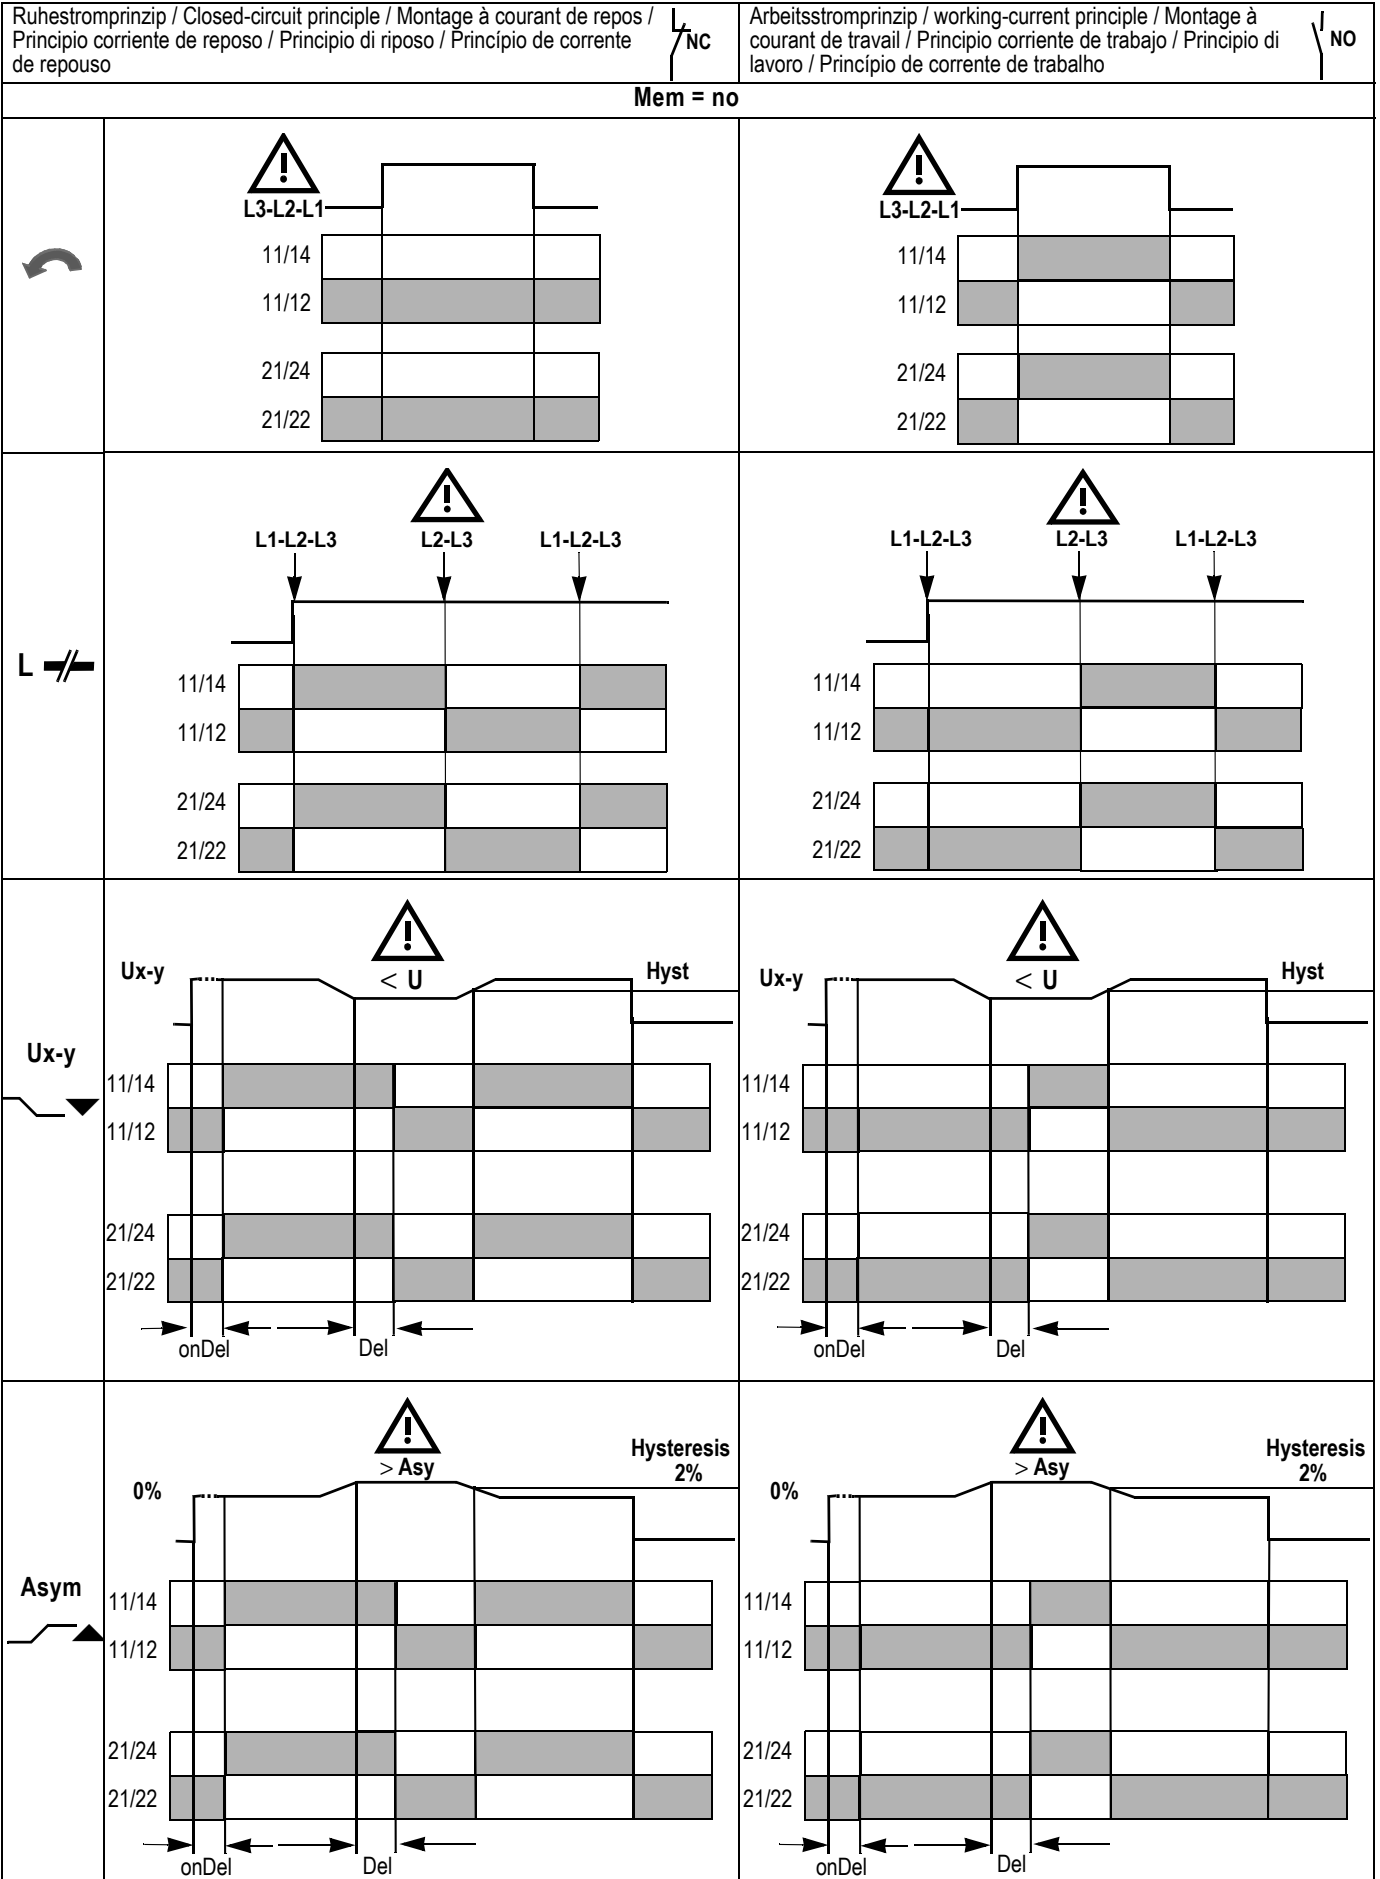 Ruhestromprinzip / Closed-circuit principle / Montage à courant de repos /
Principio corriente de reposo / Principio di riposo / Princípio de corrente
de repouso
NC
Arbeitsstromprinzip / working-current principle / Montage à
courant de travail / Principio corriente de trabajo / Principio di
lavoro / Princípio de corrente de trabalho
NO
Mem = no
L3-L2-L1
11/14
11/12
21/24
21/22
L3-L2-L1
11/14
11/12
21/24
21/22
L
L1-L2-L3 L2-L3 L1-L2-L3
11/14
11/12
21/24
21/22
L1-L2-L3 L2-L3 L1-L2-L3
11/14
11/12
21/24
21/22
Ux-y
Ux-y < U Hyst
11/14
11/12
21/24
21/22
onDel Del
Ux-y < U Hyst
11/14
11/12
21/24
21/22
onDel Del
Asym
0% > Asy Hysteresis
2%
11/14
11/12
21/24
21/22
onDel Del
0% > Asy Hysteresis
2%
11/14
11/12
21/24
21/22
onDel Del